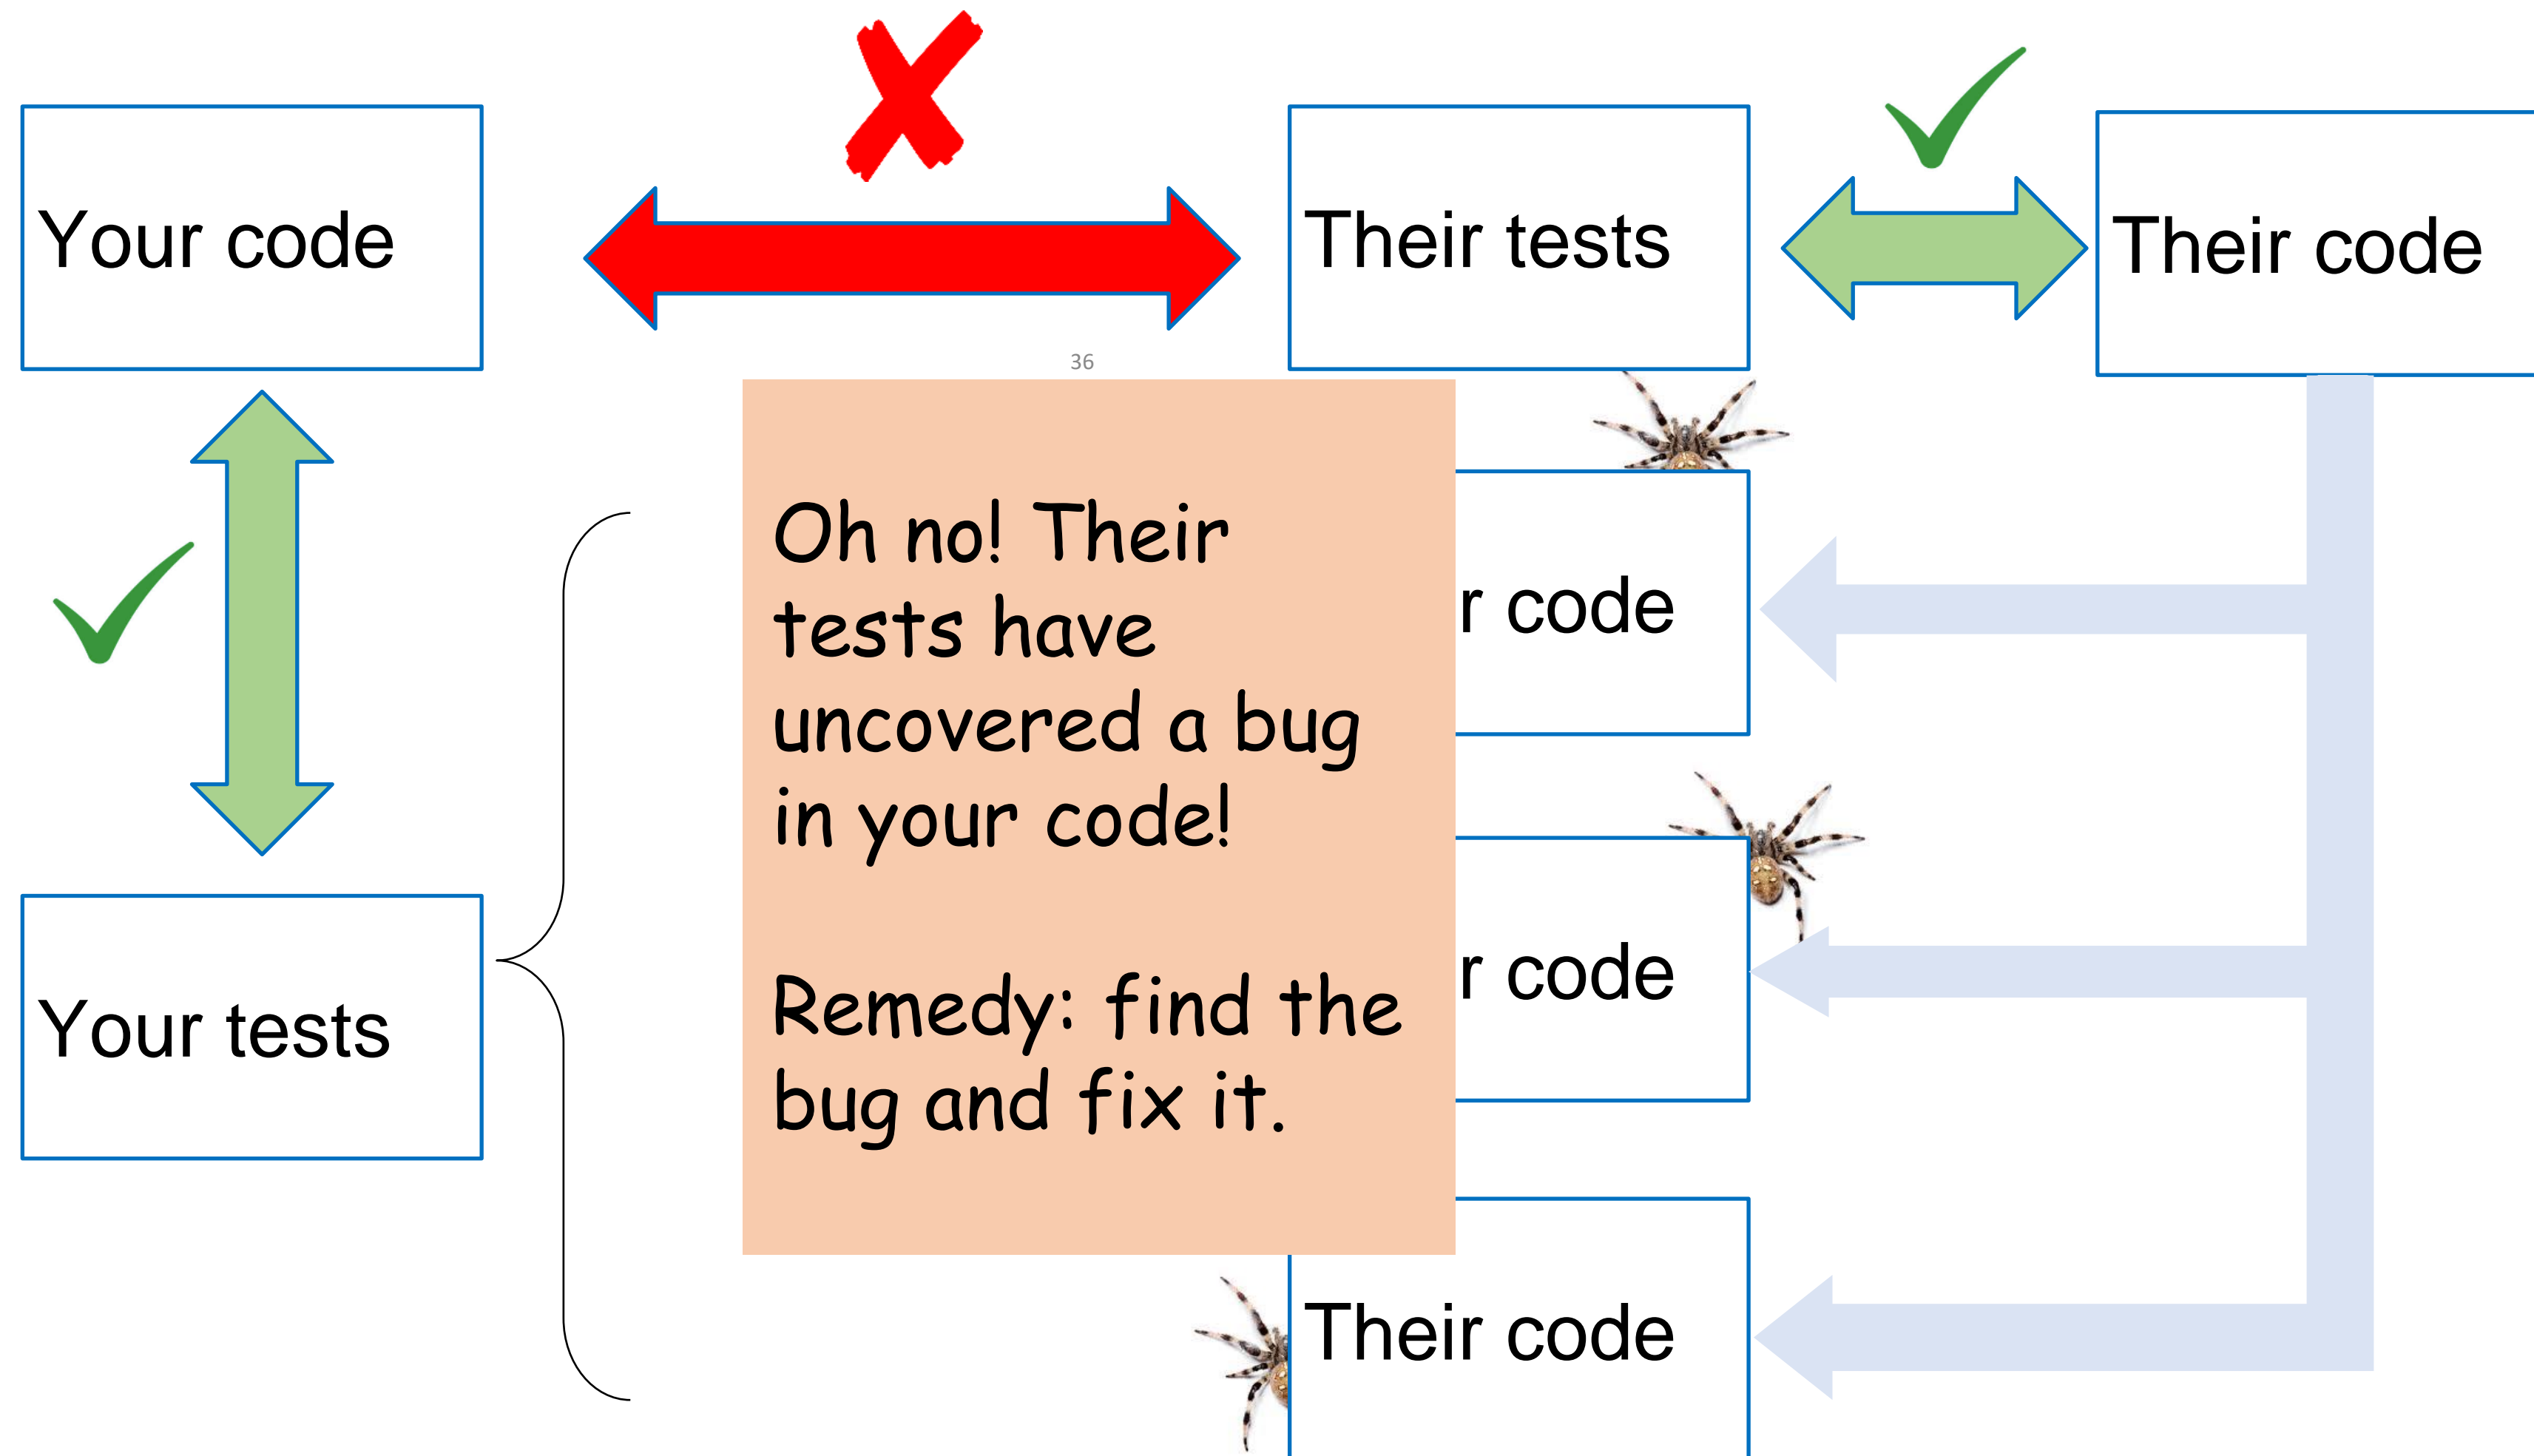 Your code
Their tests
Their code
36
Oh no! Their
tests have
uncovered a bug
in your code!
Remedy: find the
bug and fix it.
r code
r code
Your tests
Their code